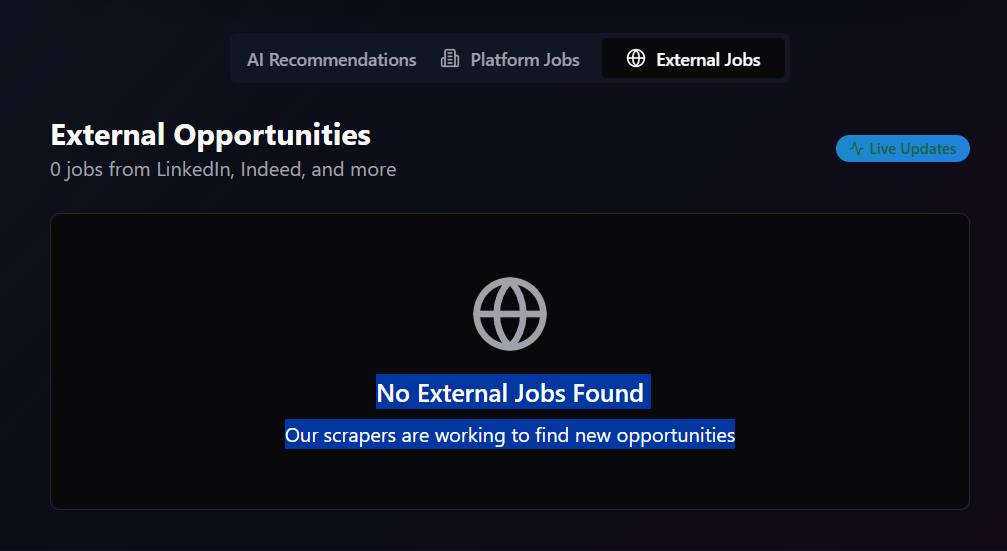 AI Recommendations Platform Jobs External Jobs
External Opportunities
0 jobs from LinkedIn, Indeed, and more
Live Updates
No External Jobs Found
Our scrapers are working to find new opportunities